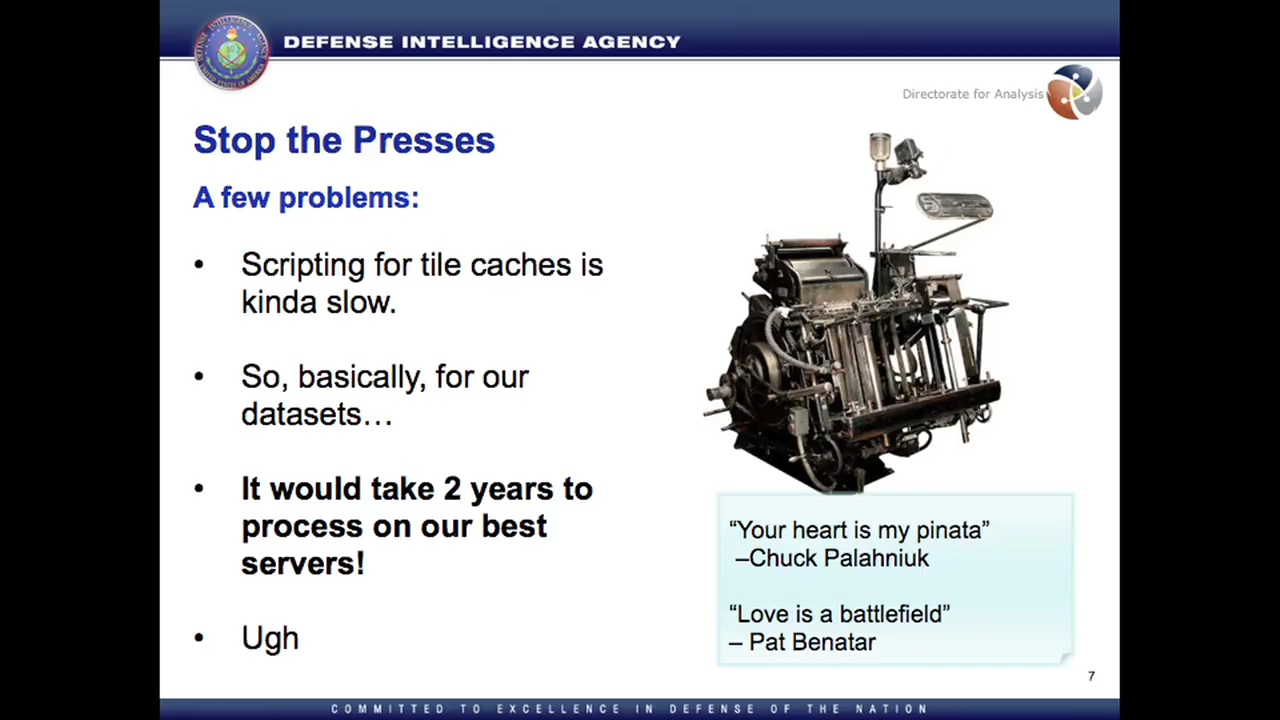 DEFENSE INTELLIGENCE AGENCY
Directorate for Analysis
Stop the Presses
A few problems:
• Scripting for tile caches is
kinda slow.
• So, basically, for our
datasets…
• It would take 2 years to
process on our best
servers!
• Ugh
“Your heart is my pinata”
–Chuck Palahniuk
“Love is a battlefield”
– Pat Benatar
7
COMMITTED TO EXCELLENCE IN DEFENSE OF THE NATION